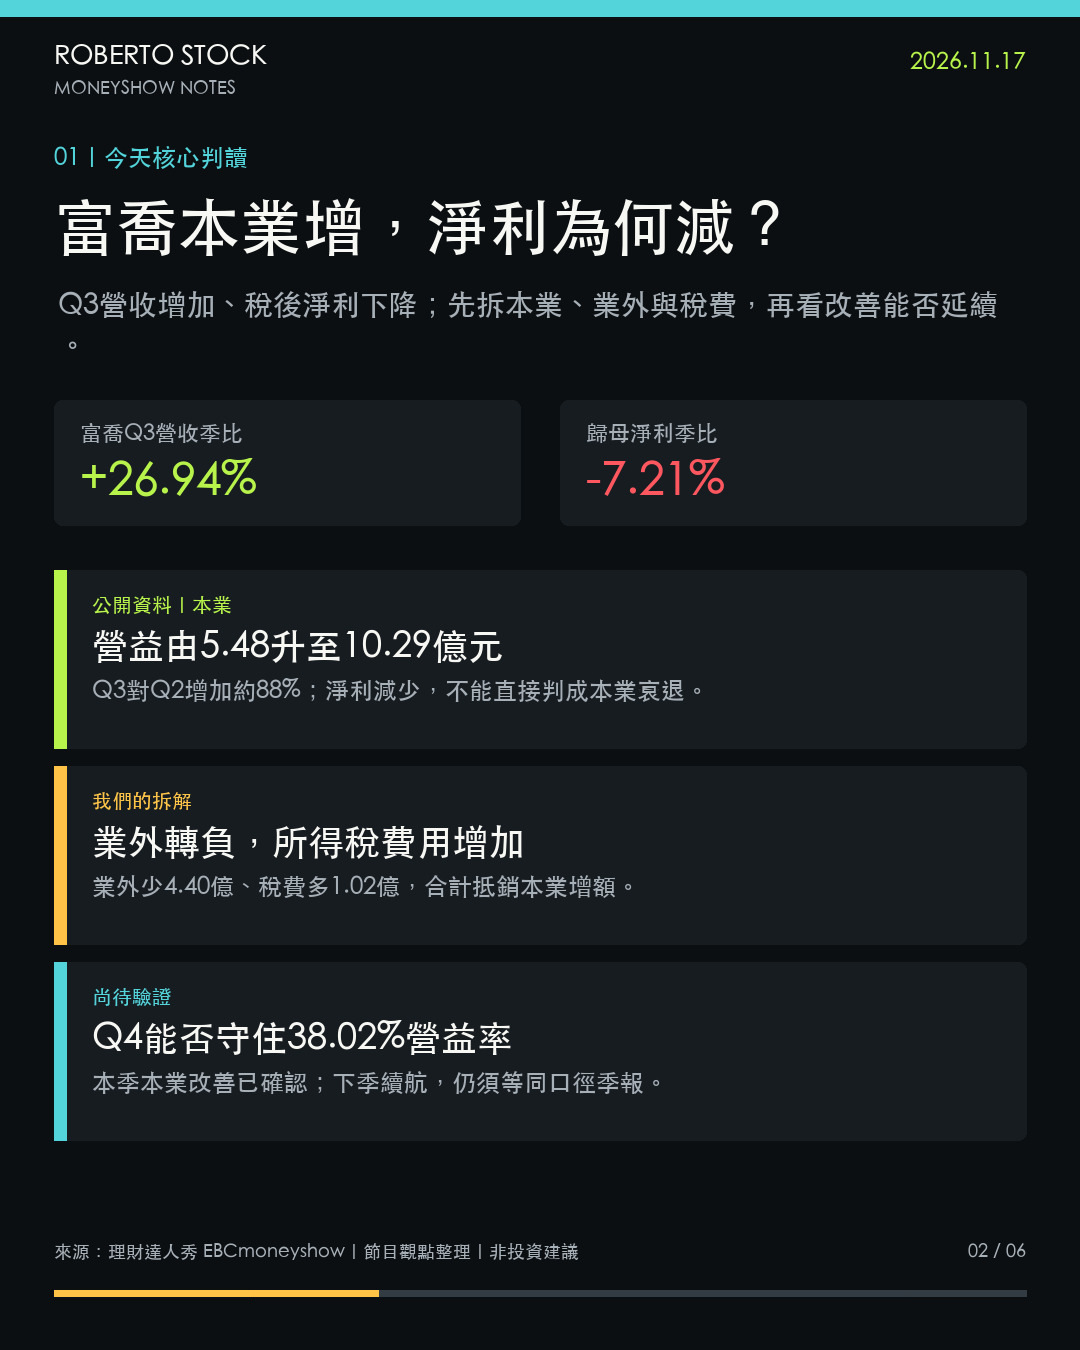 ROBERTO STOCK
MONEYSHOW NOTES
2026.11.17
01｜今天核心判讀
富喬本業增，淨利為何減？
Q3營收增加、稅後淨利下降；先拆本業、業外與稅費，再看改善能否延續
。
富喬Q3營收季比
+26.94%
歸母淨利季比
-7.21%
公開資料｜本業
營益由5.48升至10.29億元
Q3對Q2增加約88%；淨利減少，不能直接判成本業衰退。
我們的拆解
業外轉負，所得稅費用增加
業外少4.40億、稅費多1.02億，合計抵銷本業增額。
尚待驗證
Q4能否守住38.02%營益率
本季本業改善已確認；下季續航，仍須等同口徑季報。
來源：理財達人秀 EBCmoneyshow｜節目觀點整理｜非投資建議
02 / 06